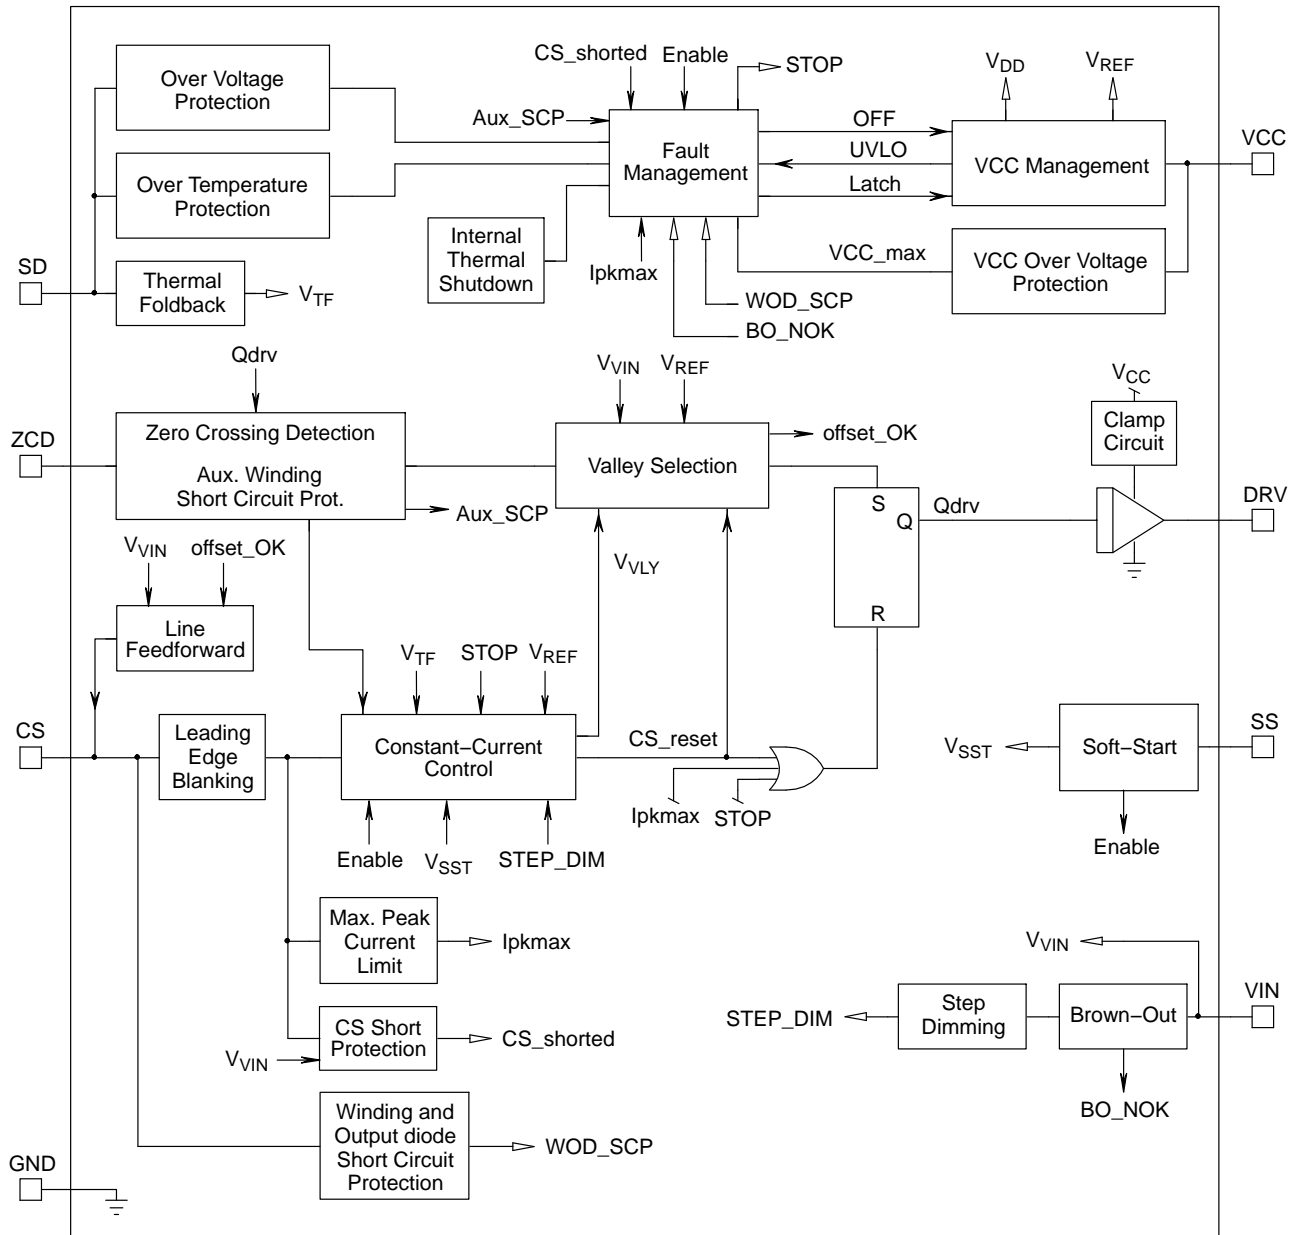 CS_shorted
Enable
STOP
VDD
VREF
Over Voltage
Protection
Aux_SCP
OFF
VCC
Fault
Management
UVLO
VCC Management
Over Temperature
Protection
Latch
Internal
Thermal
Shutdown
Ipkmax
VCC_max
VCC Over Voltage
Protection
SD
Thermal
Foldback
VTF
WOD_SCP
BO_NOK
Qdrv
VVIN
VREF
VCC
ZCD
Zero Crossing Detection
Aux. Winding
Short Circuit Prot.
Valley Selection
offset_OK
Clamp
Circuit
Aux_SCP
S
Q
Qdrv
DRV
VVIN
offset_OK
VVLY
R
Line
Feedforward
VTF
STOP
VREF
CS
Leading
Edge
Blanking
Constant–Current
Control
CS_reset
SS
VSST
Soft–Start
Ipkmax
STOP
Enable
VSST
STEP_DIM
Enable
Max. Peak
Current
Limit
Ipkmax
VVIN
VIN
CS Short
Protection
CS_shorted
VVIN
STEP_DIM
Step
Dimming
Brown–Out
BO_NOK
Winding and
Output diode
Short Circuit
Protection
WOD_SCP
GND